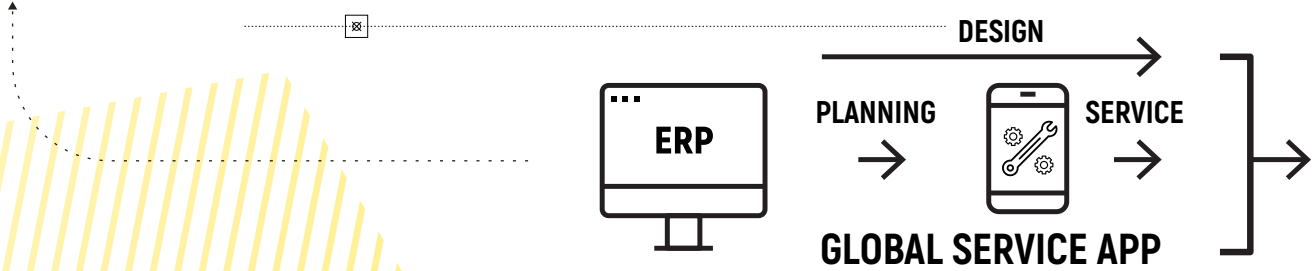 DESIGN
ERP
PLANNING
SERVICE
GLOBAL SERVICE APP